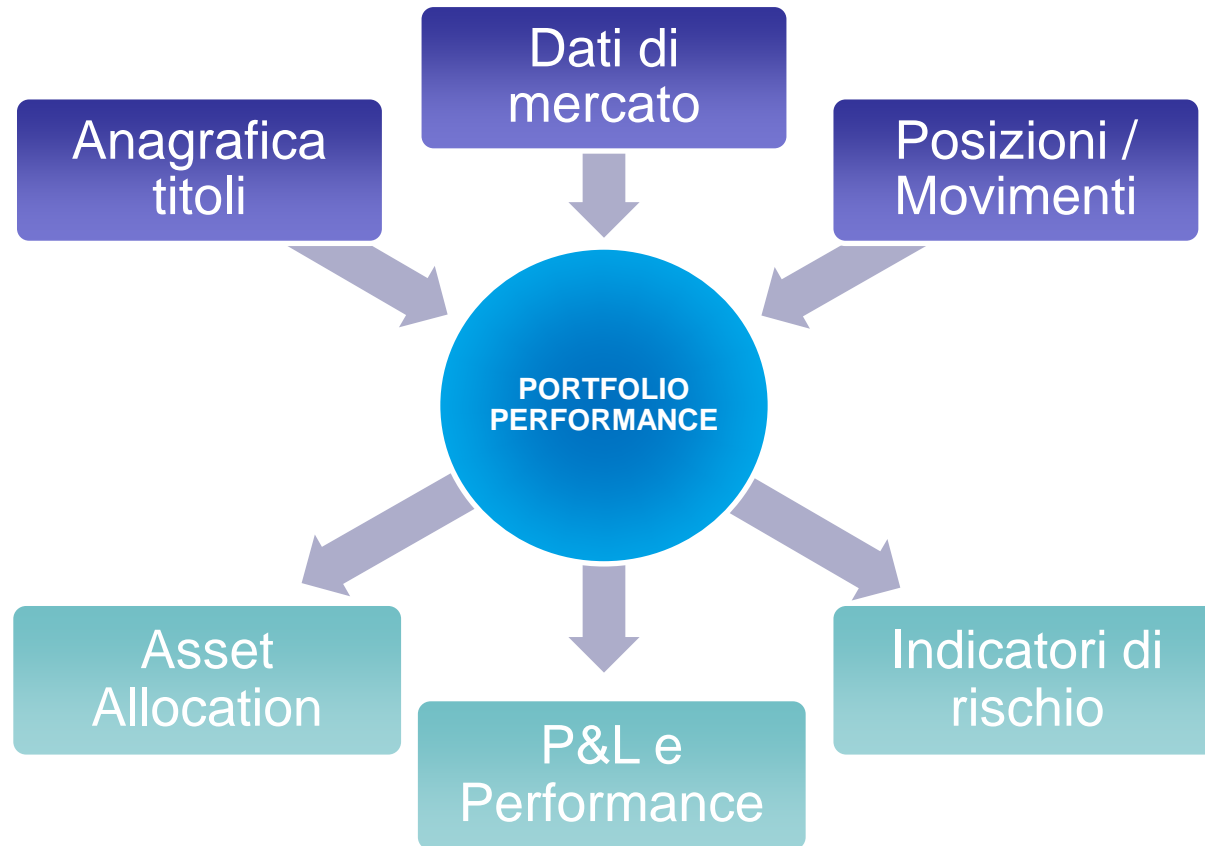 Dati di
mercato
Anagrafica
titoli
Posizioni /
Movimenti
PORTFOLIO
PERFORMANCE
Asset
Allocation
P&L e
Performance
Indicatori di
rischio